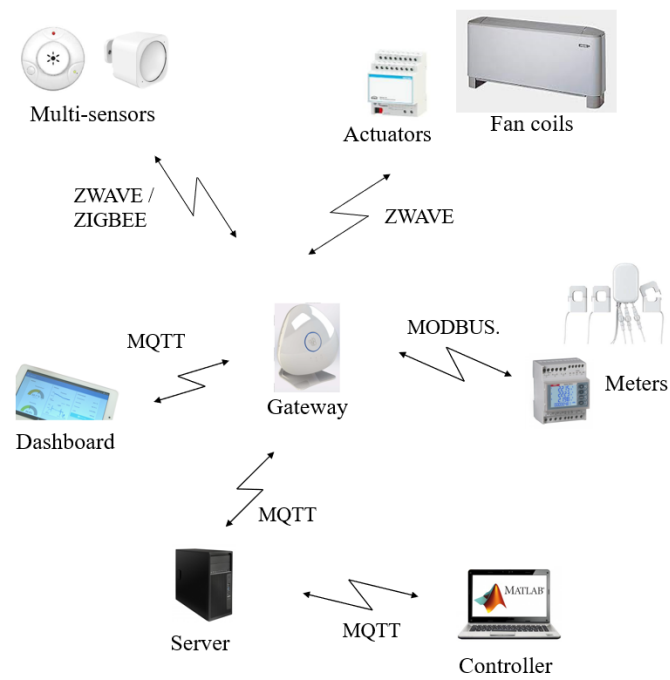 Multi-sensors
Actuators
Fan coils
ZWAVE /
ZIGBEE
ZWAVE
MQTT
MODBUS.
Gateway
Meters
Dashboard
MQTT
MATLAB
Server
MQTT
Controller